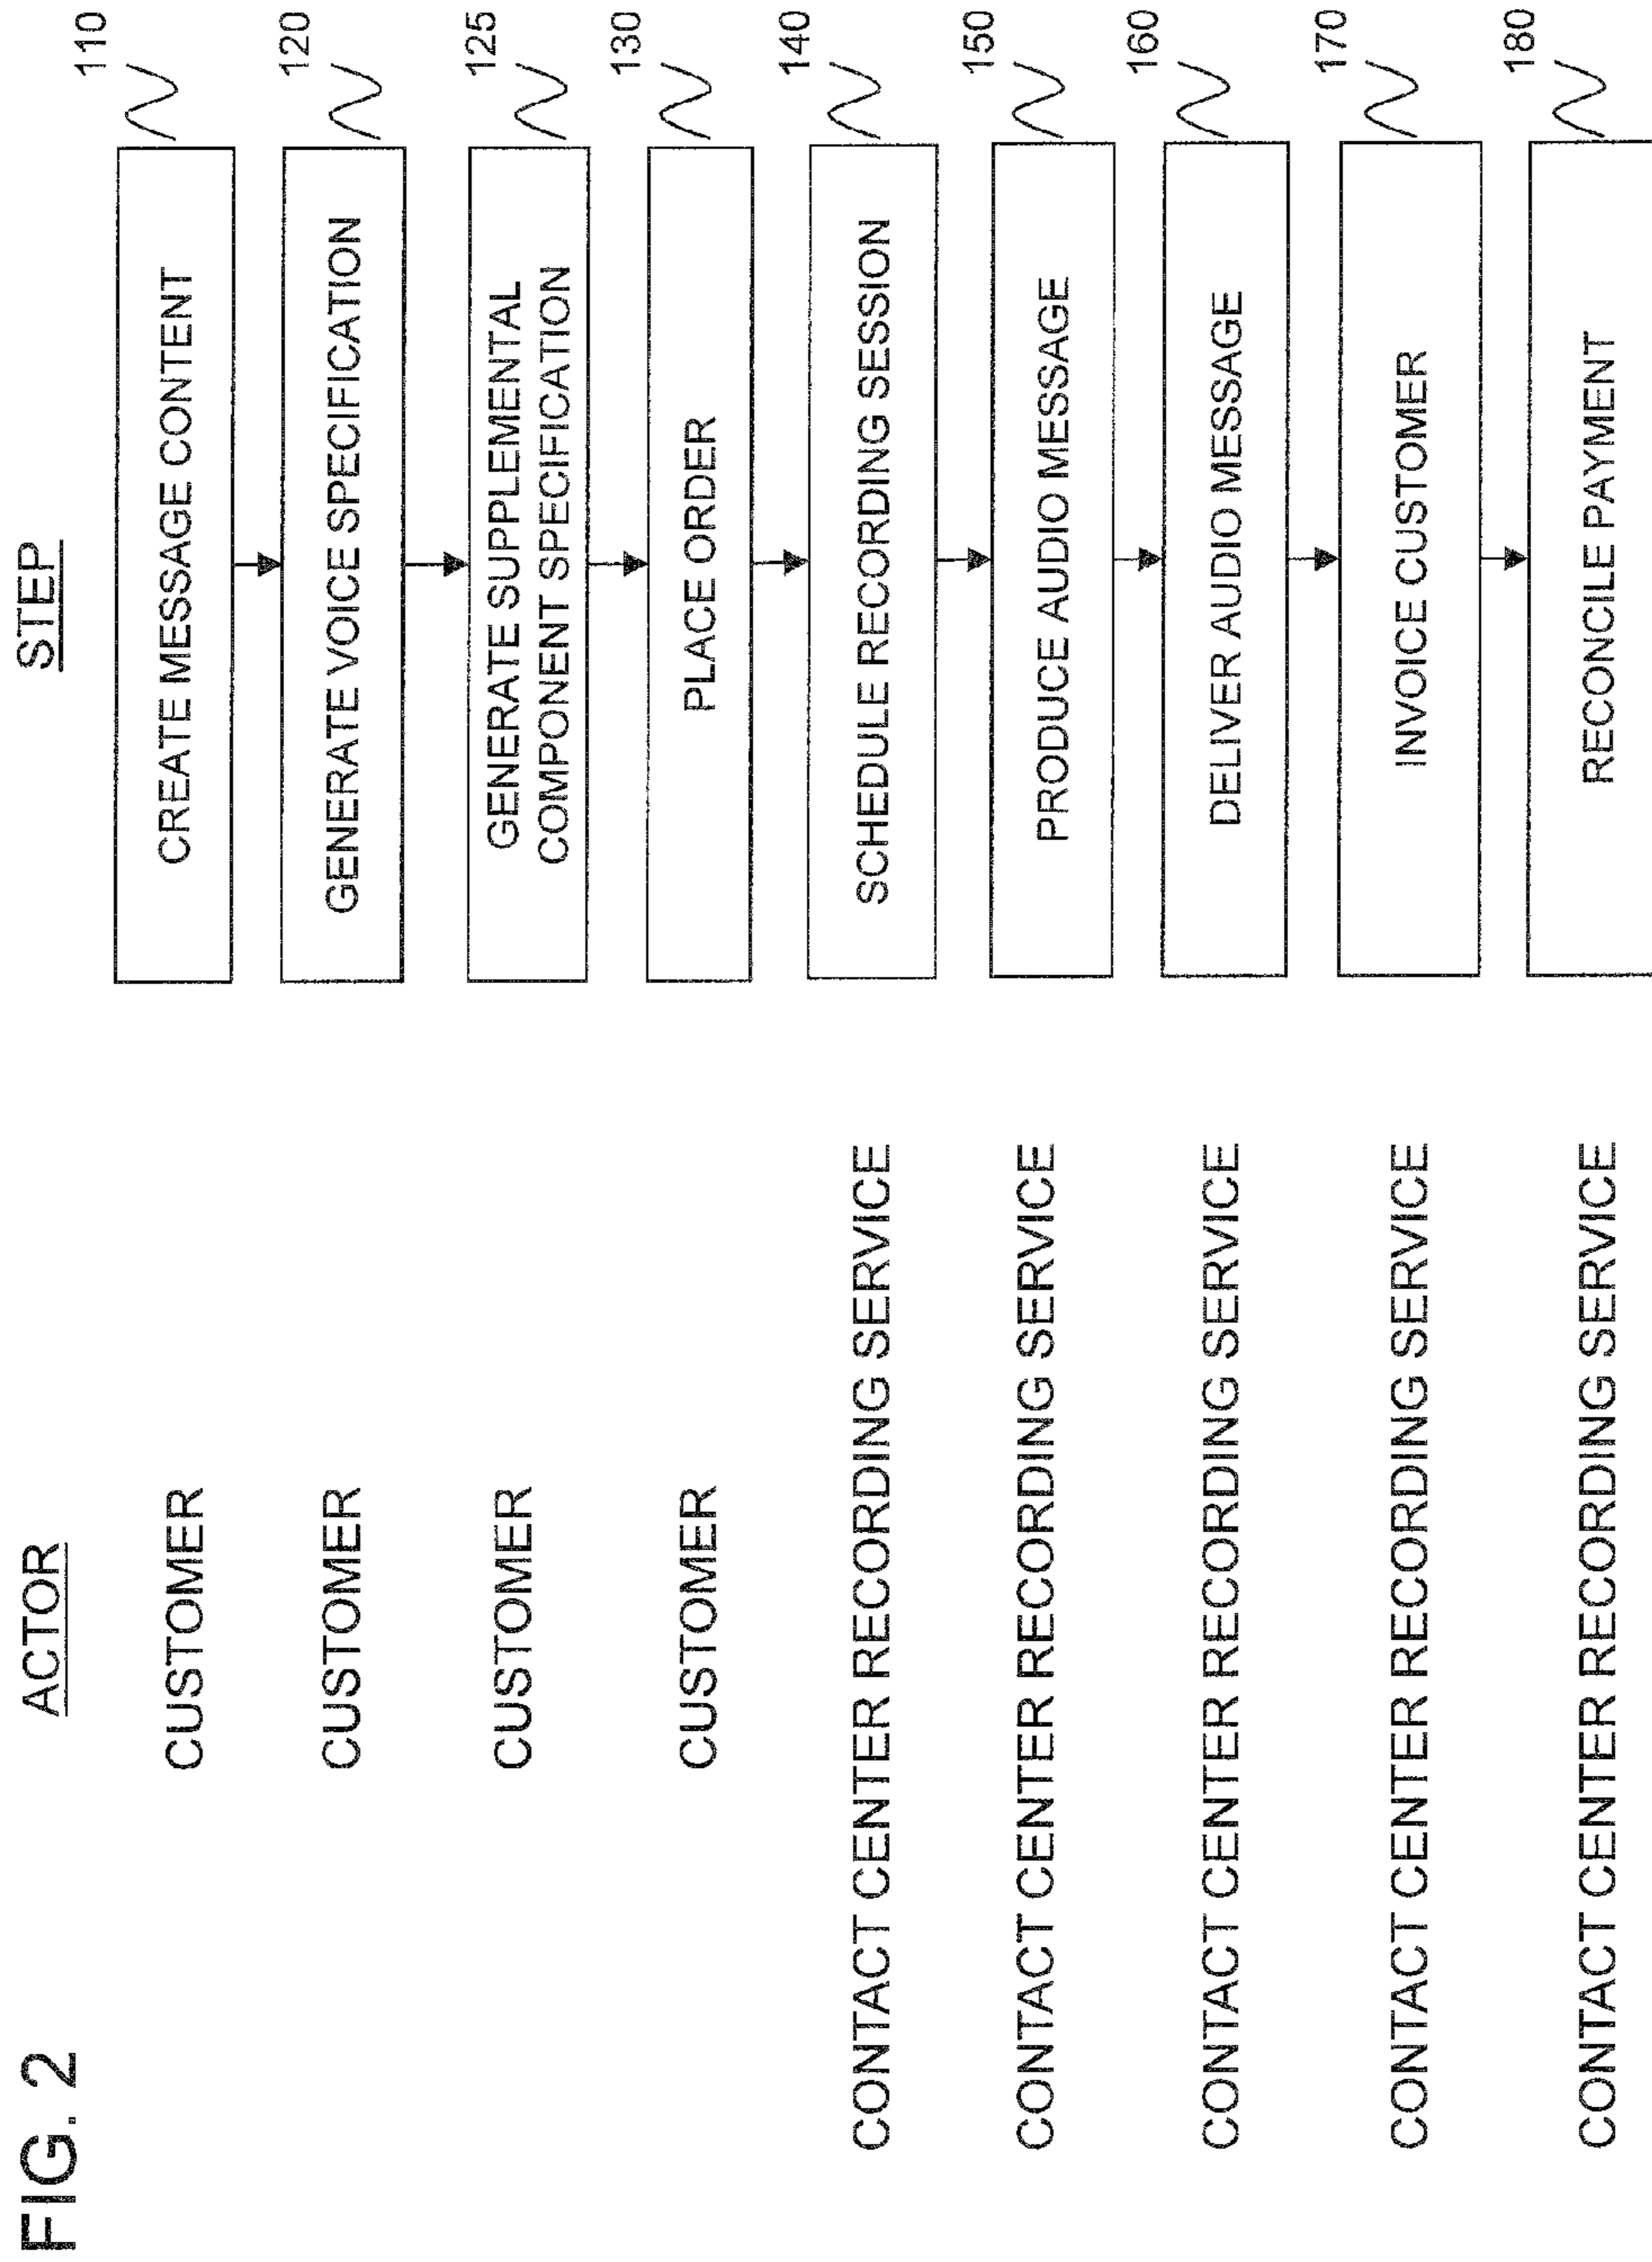 FIG. 2
ACTOR
STEP
CUSTOMER
CREATE MESSAGE CONTENT
110
CUSTOMER
GENERATE VOICE SPECIFICATION
120
CUSTOMER
GENERATE SUPPLEMENTAL
COMPONENT SPECIFICATION
125
CUSTOMER
PLACE ORDER
130
CONTACT CENTER RECORDING SERVICE
SCHEDULE RECORDING SESSION
140
CONTACT CENTER RECORDING SERVICE
PRODUCE AUDIO MESSAGE
150
CONTACT CENTER RECORDING SERVICE
DELIVER AUDIO MESSAGE
160
CONTACT CENTER RECORDING SERVICE
INVOICE CUSTOMER
170
CONTACT CENTER RECORDING SERVICE
RECONCILE PAYMENT
180